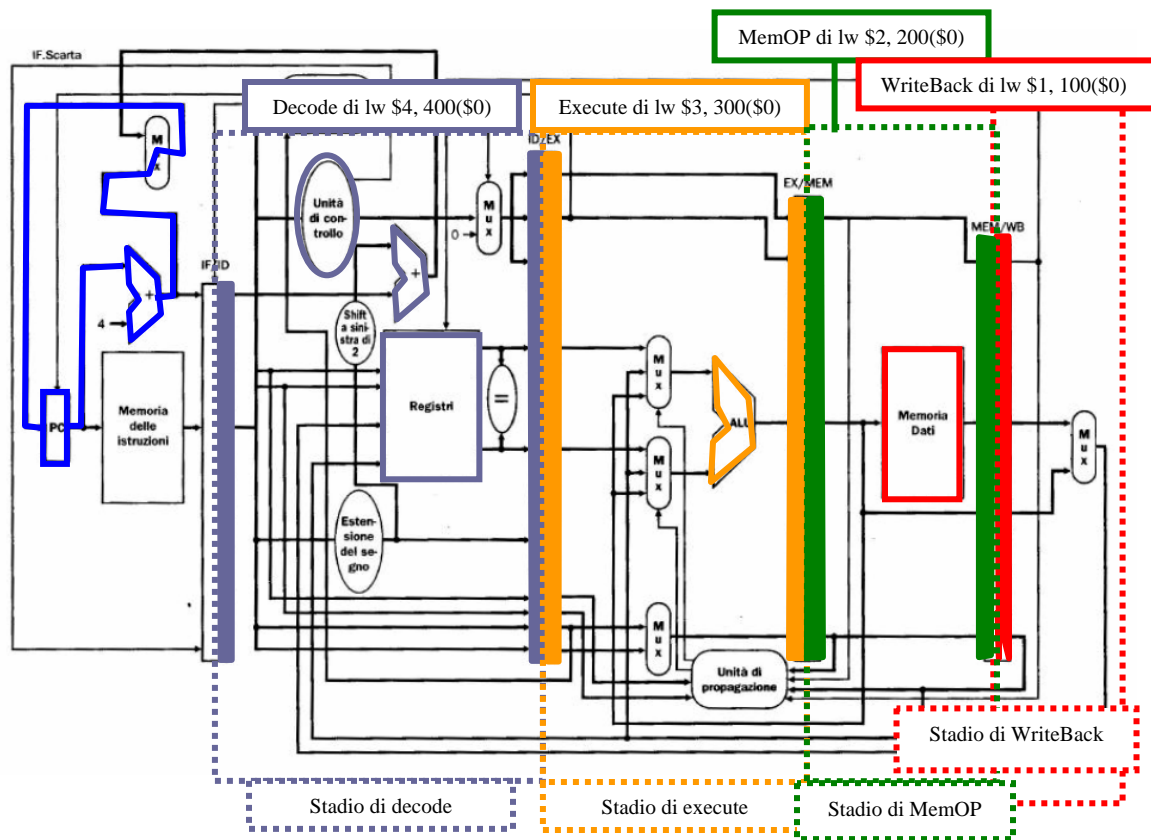 MemOP di lw $2, 200($0)
IF.Scarta
WriteBack di lw $1, 100($0)
Decode di lw $4, 400($0)
Execute di lw $3, 300($0)
M
x
ID/EX
Unità
di con-
trollo
M
u
x
0
EX/MEM
MEM/WB
IF/ID
+
+
4
Shift
a sini-
stra di
2
PC
Memoria
delle
istruzioni
Registri
=
M
u
x
M
u
x
ALU
Memoria
Dati
M
u
x
Esten-
sione
del se-
gno
M
u
x
Unità di
propagazione
Stadio di WriteBack
Stadio di decode
Stadio di execute
Stadio di MemOP